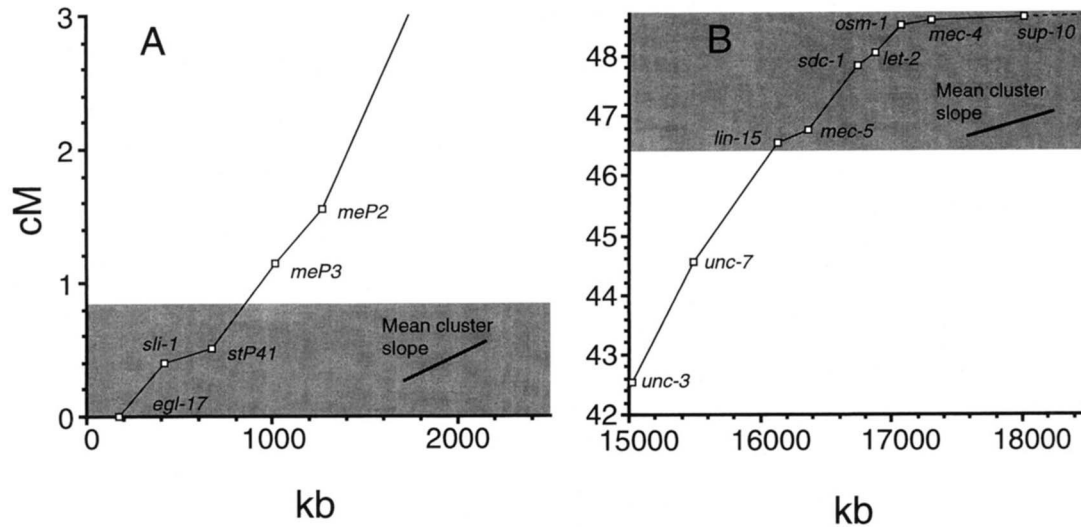 A
3
2
1
0
cM
meP2
meP3
Mean cluster
slope
sli-1
stP41
egl-17
0
1000
2000
kb
B
48
47
46
45
44
43
42
osm-1
mec-4
sup-10
sdc-1
let-2
Mean cluster
slope
lin-15
mec-5
unc-7
unc-3
15000
16000
17000
18000
kb